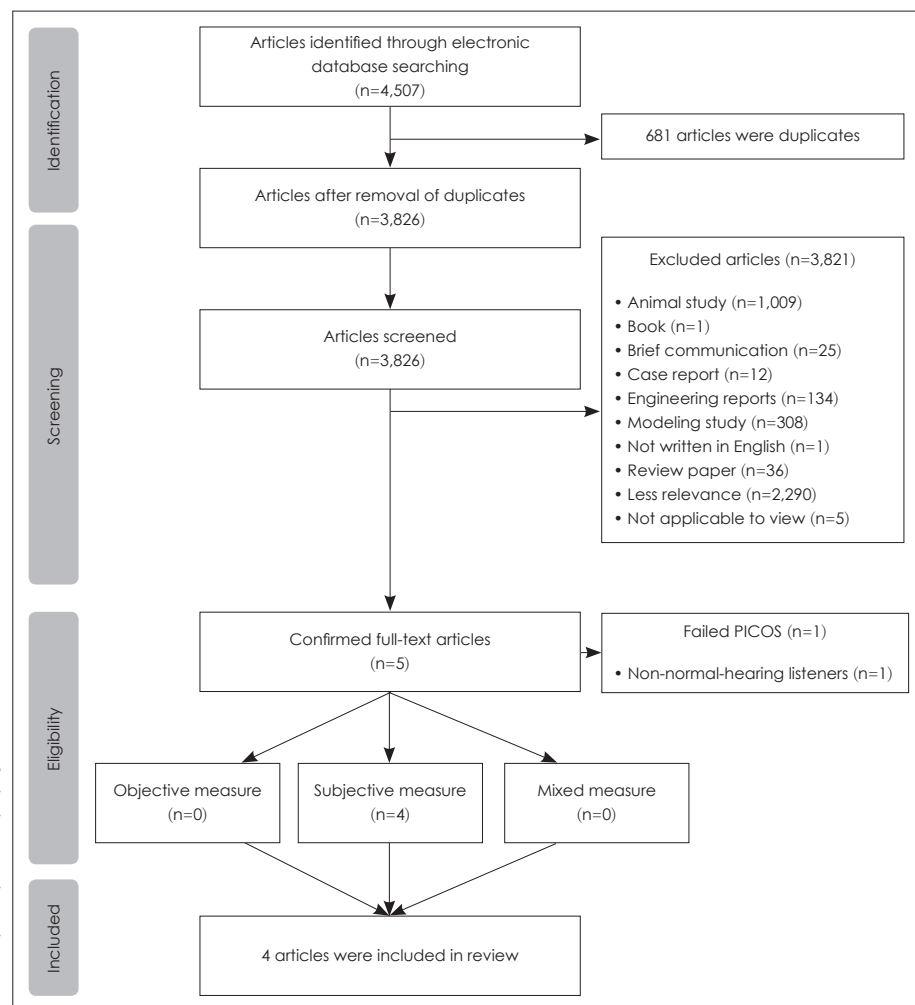 Identification
Articles identified through electronic
database searching
(n=4,507)
681 articles were duplicates
Articles after removal of duplicates
(n=3,826)
Screening
Articles screened
(n=3,826)
Excluded articles (n=3,821)
• Animal study (n=1,009)
• Book (n=1)
• Brief communication (n=25)
• Case report (n=12)
• Engineering reports (n=134)
• Modeling study (n=308)
• Not written in English (n=1)
• Review paper (n=36)
• Less relevance (n=2,290)
• Not applicable to view (n=5)
Eligibility
Confirmed full-text articles
(n=5)
Failed PICOS (n=1)
• Non-normal-hearing listeners (n=1)
Objective measure
(n=0)
Subjective measure
(n=4)
Mixed measure
(n=0)
Included
4 articles were included in review